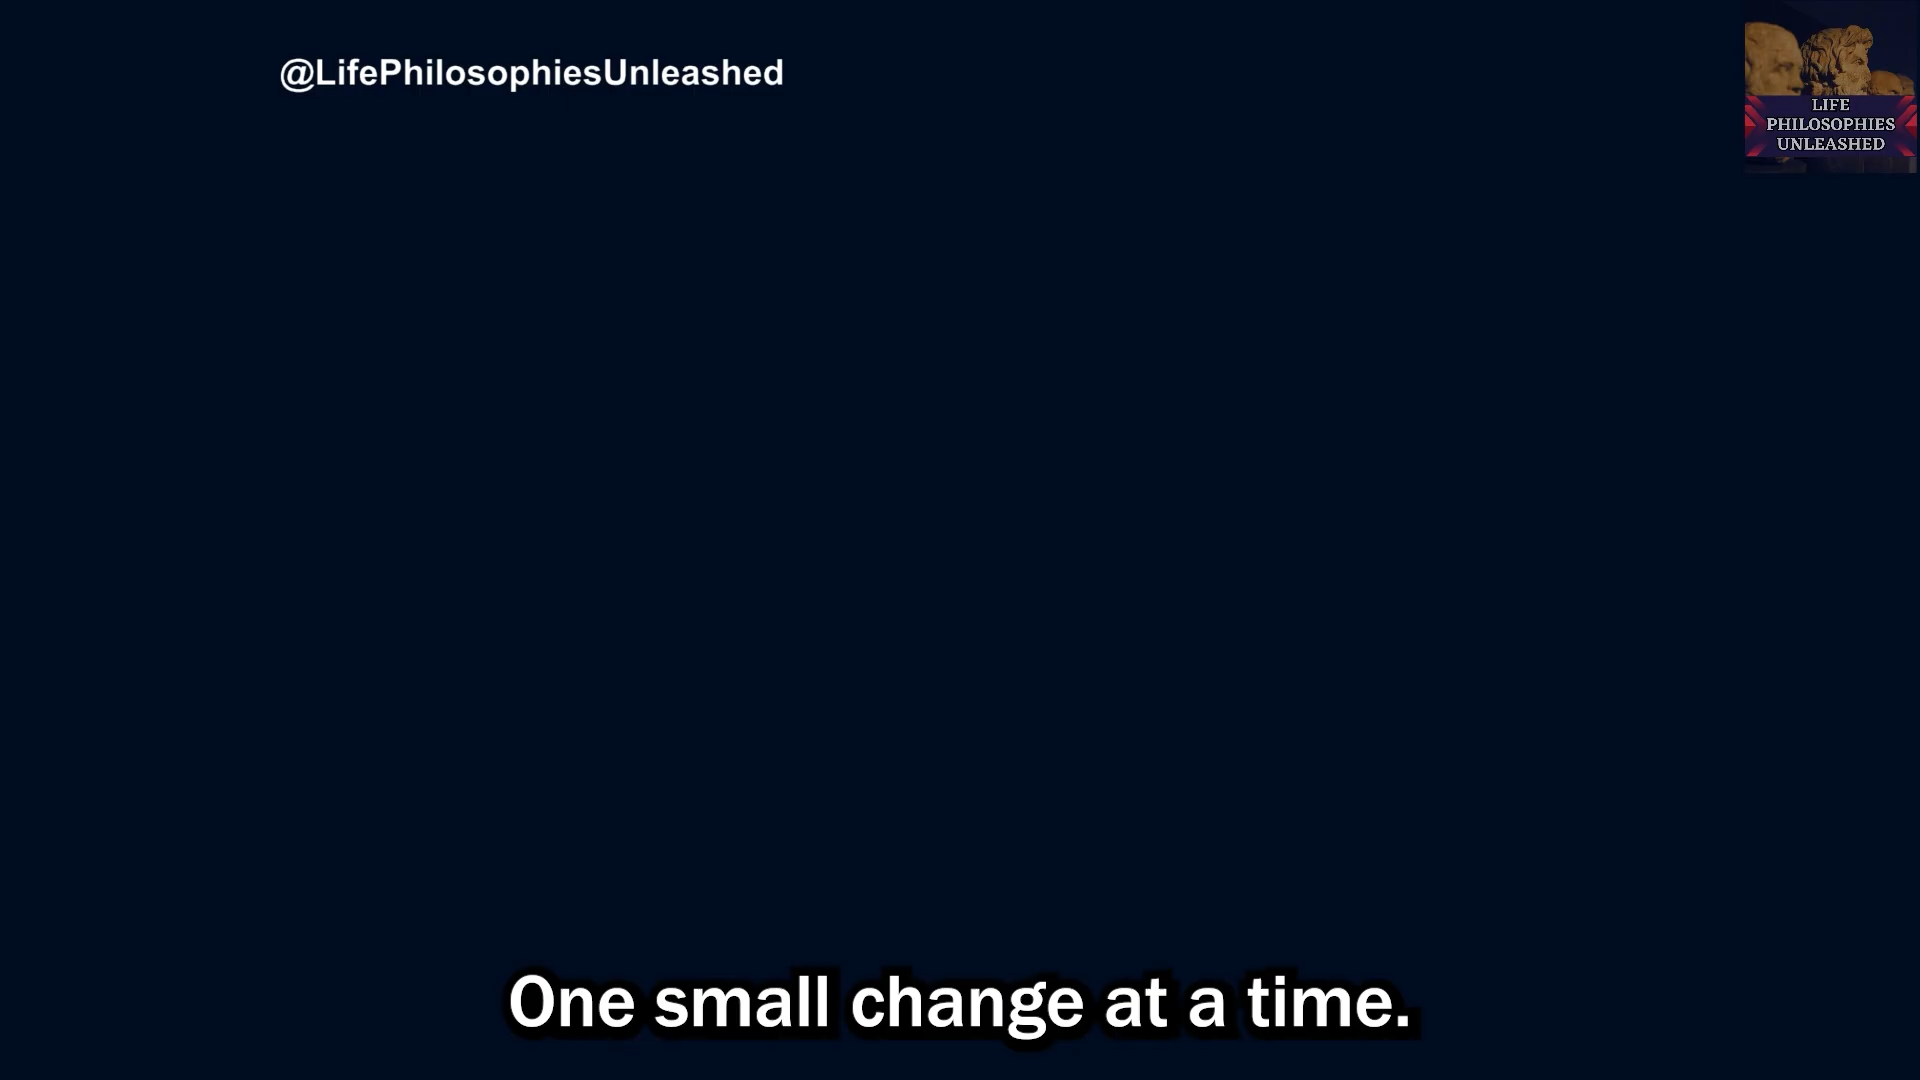 @LifePhilosophiesUnleashed
LIFE
PHILOSOPHIES
UNLEASHED
One small change at a time.